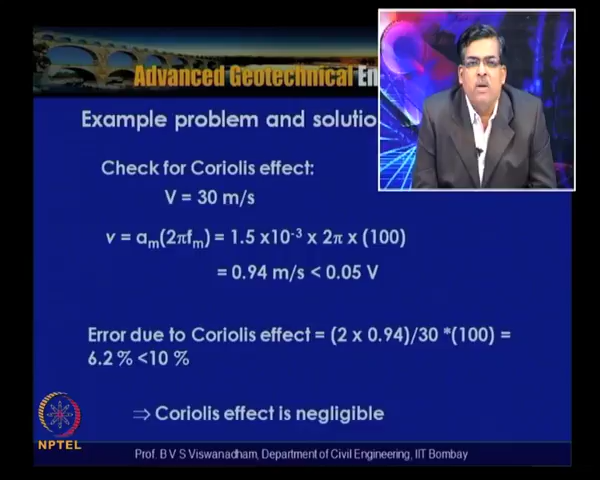 Advanced Geotechnical En
Example problem and solutio
Check for Coriolis effect:
V = 30 m/s
v = aₘ(2πfₘ) = 1.5 x10⁻³ x 2π x (100)
= 0.94 m/s < 0.05 V
Error due to Coriolis effect = (2 x 0.94)/30 *(100) =
6.2 % <10 %
⇒ Coriolis effect is negligible
NPTEL
Prof. B V S Viswanadham, Department of Civil Engineering, IIT Bombay